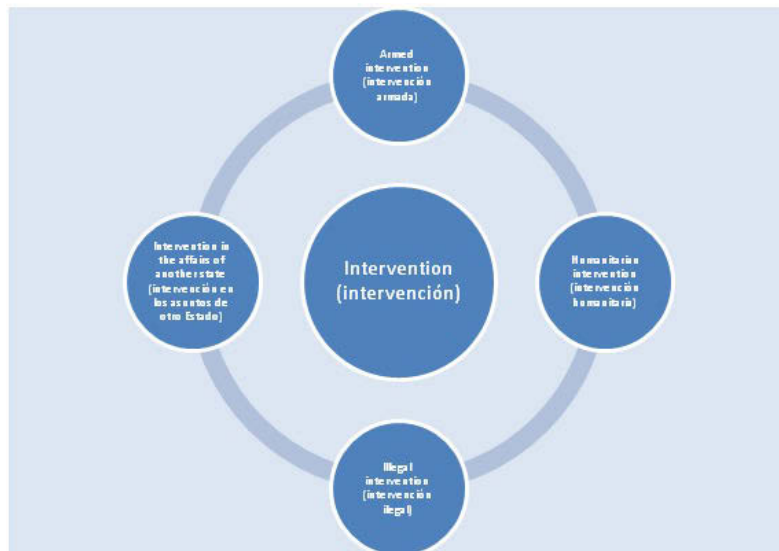 Armed
intervention
(intervención
armada)
Intervention in
the affairs of
another state
(intervención en
los asuntos de
otro Estado)
Intervention
(intervención)
Humanitarian
intervention
(intervención
humanitaria)
Illegal
intervention
(intervención
ilegal)